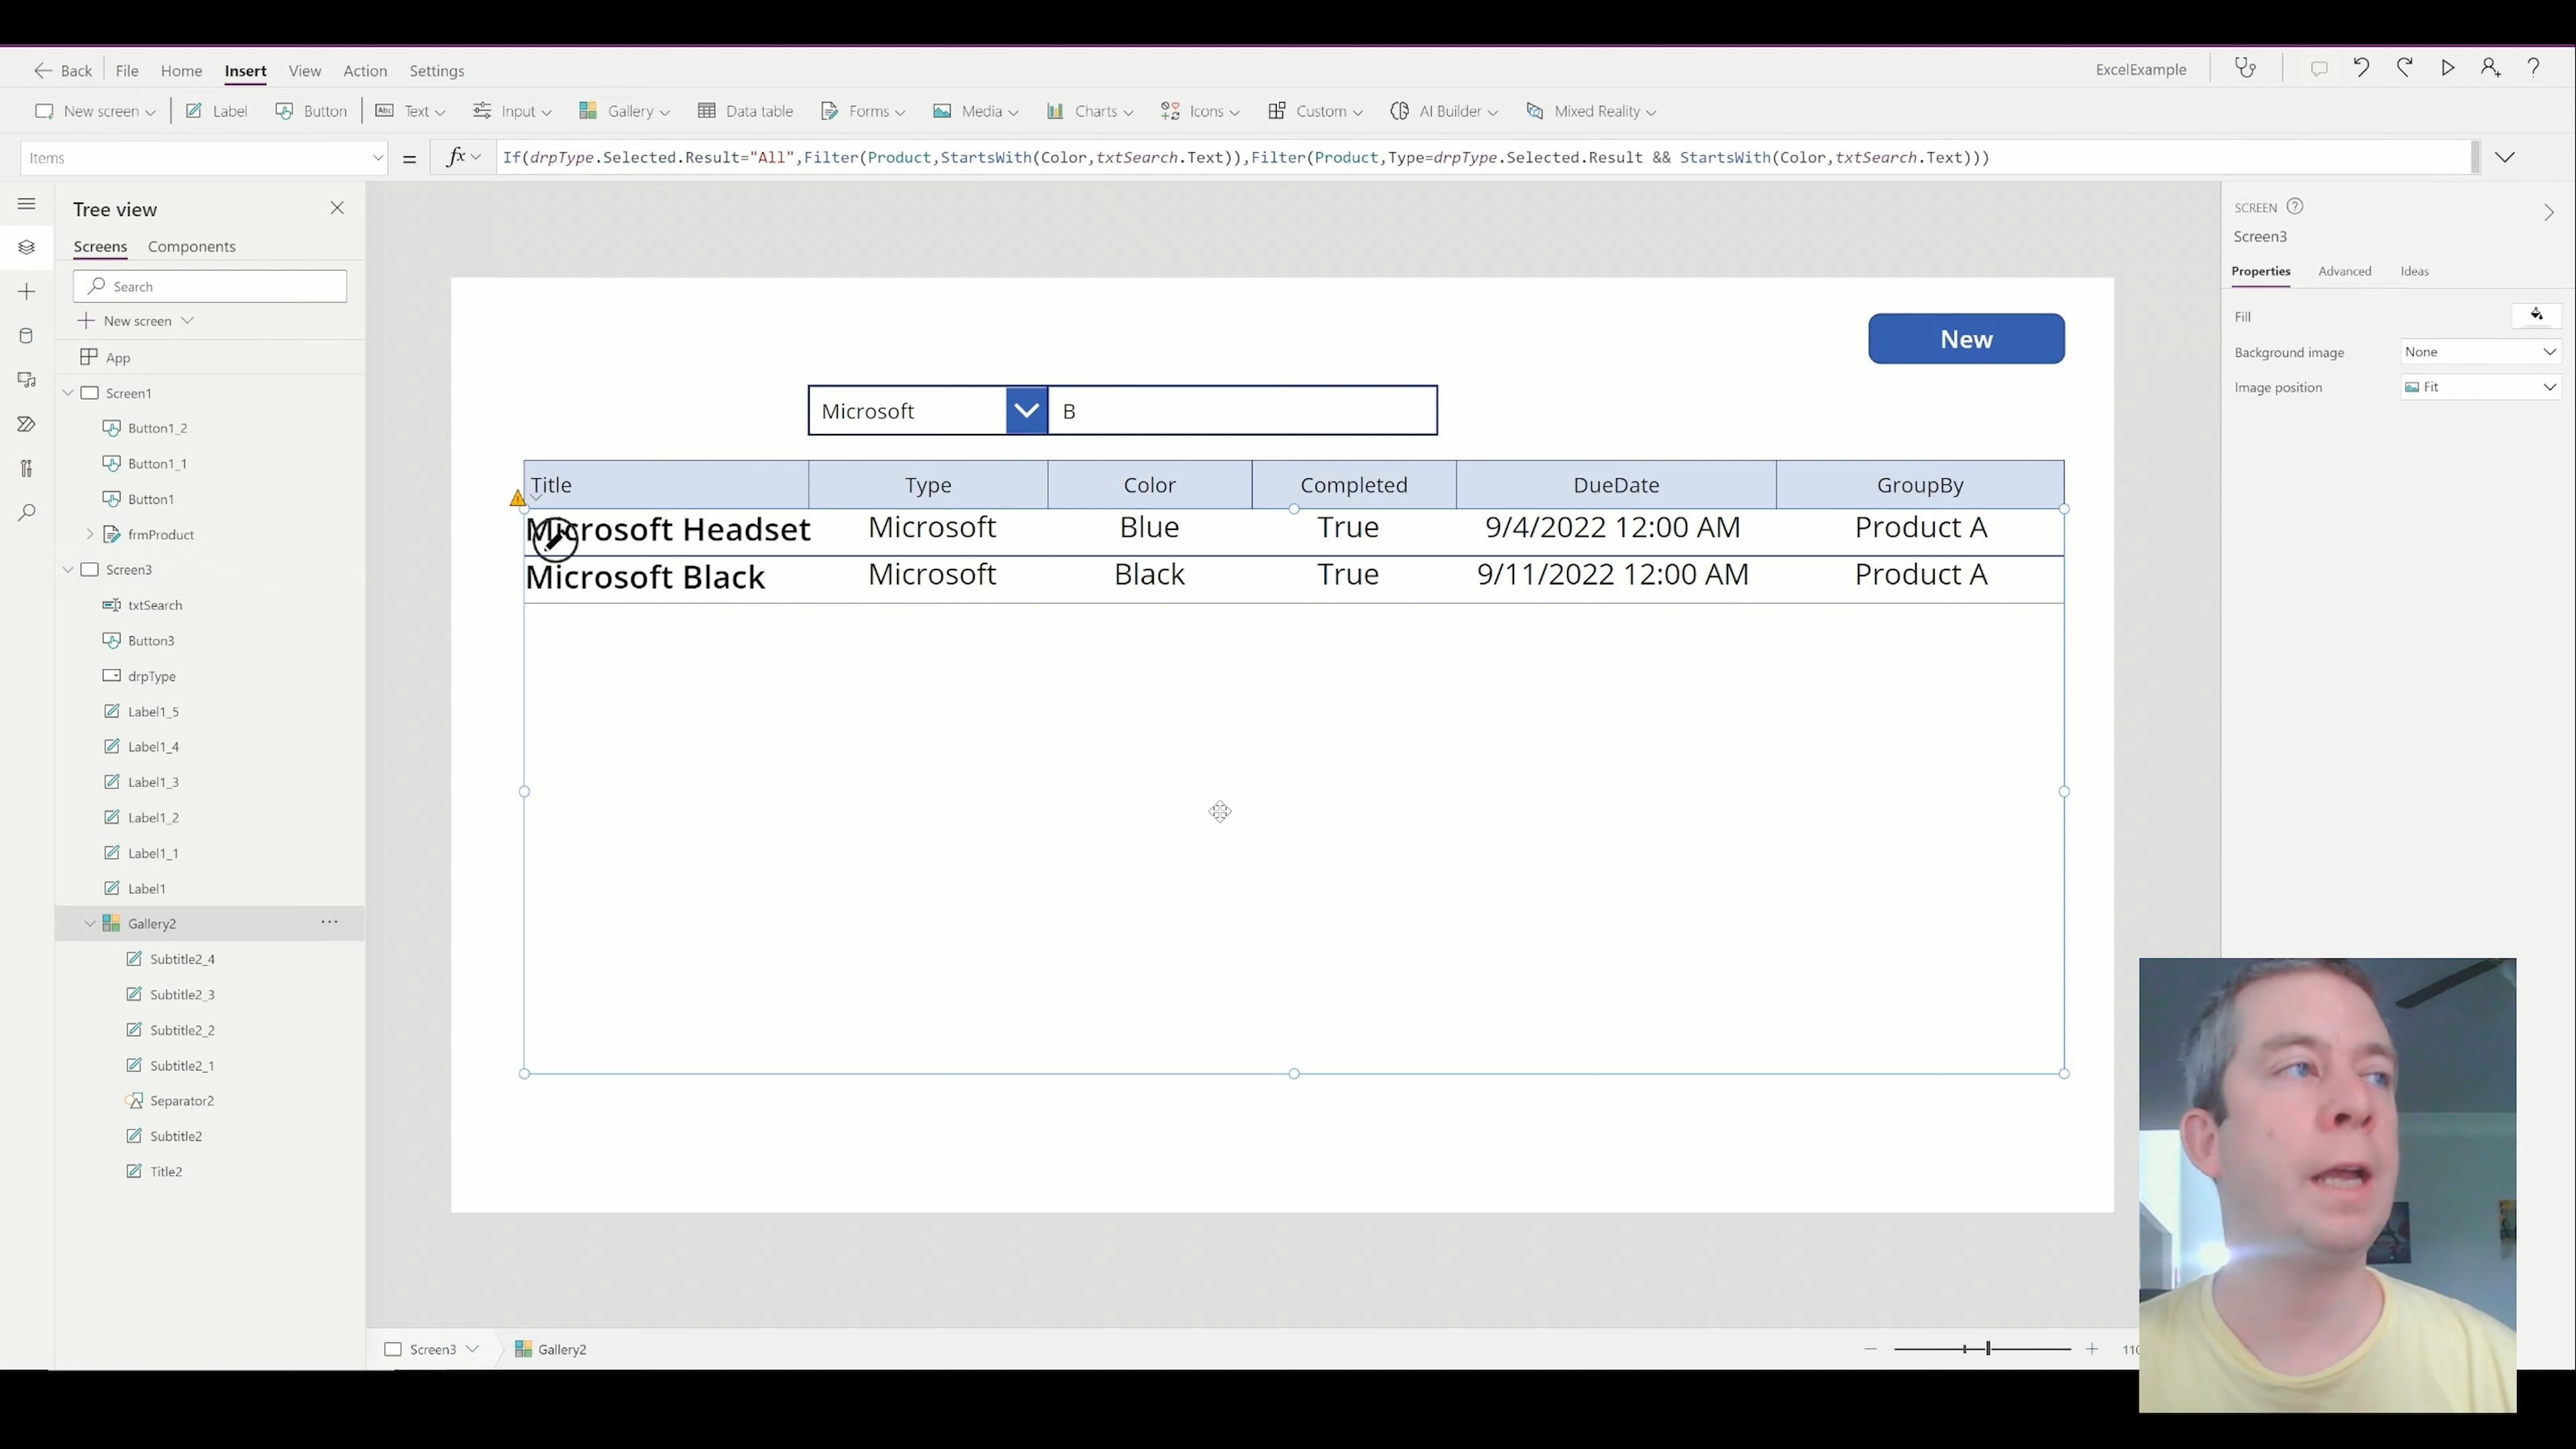 Back File Home Insert View Action Settings ExcelExample
New screen Label Button Abc Text Input Gallery Data table Forms Media Charts Icons Custom AI Builder Mixed Reality
Items = fx If(drpType.Selected.Result="All",Filter(Product,StartsWith(Color,txtSearch.Text)),Filter(Product,Type=drpType.Selected.Result && StartsWith(Color,txtSearch.Text)))
Tree view
Screens Components
Search
New screen
App
Screen1
Button1_2
Button1_1
Button1
frmProduct
Screen3
txtSearch
Button3
drpType
Label1_5
Label1_4
Label1_3
Label1_2
Label1_1
Label1
Gallery2
Subtitle2_4
Subtitle2_3
Subtitle2_2
Subtitle2_1
Separator2
Subtitle2
Title2
New
Microsoft B
Title Type Color Completed DueDate GroupBy
Microsoft Headset Microsoft Blue True 9/4/2022 12:00 AM Product A
Microsoft Black Microsoft Black True 9/11/2022 12:00 AM Product A
SCREEN
Screen3
Properties Advanced Ideas
Fill
Background image None
Image position Fit
Screen3 Gallery2